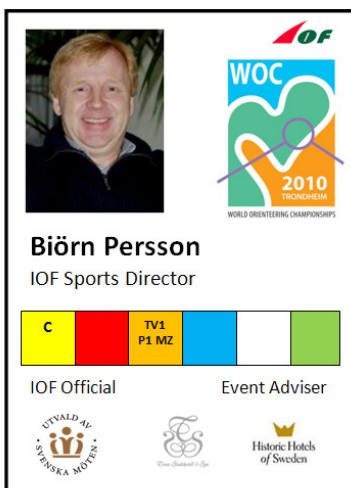 IOF
WOC
2010
TRONDHEIM
WORLD ORIENTEERING CHAMPIONSHIPS
Biörn Persson
IOF Sports Director
C
TV1
P1 MZ
IOF Official
Event Adviser
UTVALD AV
SVENSKA MÖTEN
Historic Hotels
of Sweden